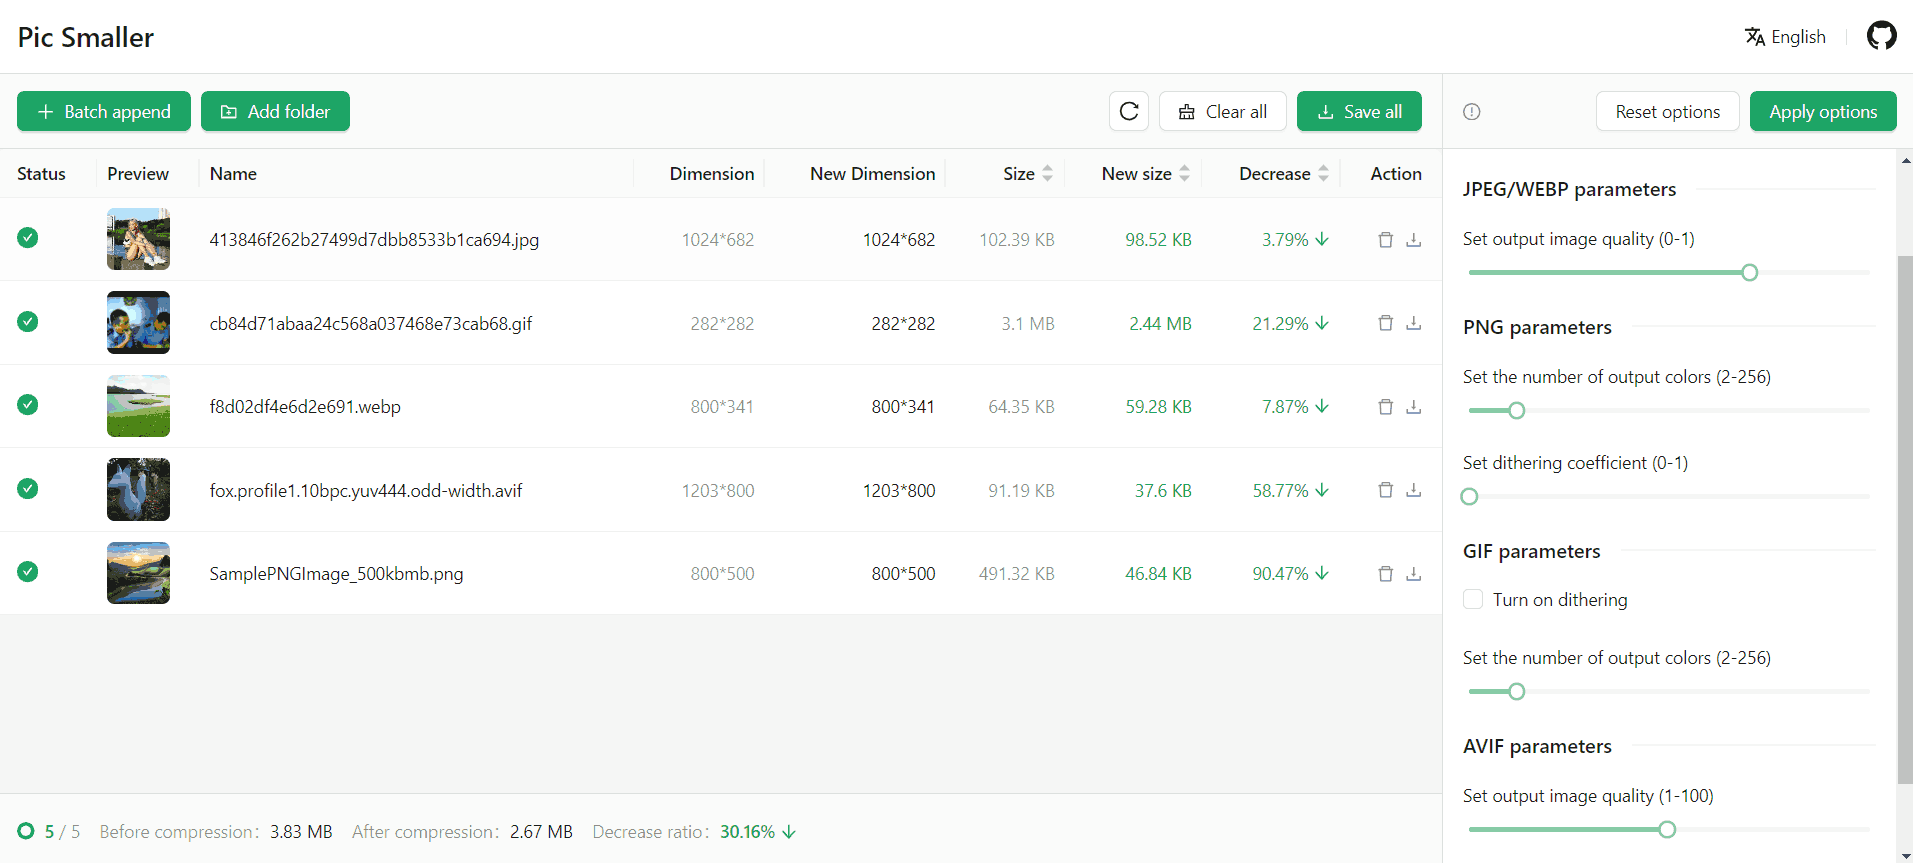 Pic Smaller
English
Batch append
Add folder
Clear all
Save all
Reset options
Apply options
Status Preview Name Dimension New Dimension Size New size Decrease Action
413846f262b27499d7dbb8533b1ca694.jpg 1024*682 1024*682 102.39 KB 98.52 KB 3.79%
cb84d71abaa24c568a037468e73cab68.gif 282*282 282*282 3.1 MB 2.44 MB 21.29%
f8d02df4e6d2e691.webp 800*341 800*341 64.35 KB 59.28 KB 7.87%
fox.profile1.10bpc.yuv444.odd-width.avif 1203*800 1203*800 91.19 KB 37.6 KB 58.77%
SamplePNGImage_500kbmb.png 800*500 800*500 491.32 KB 46.84 KB 90.47%
5 / 5 Before compression: 3.83 MB After compression: 2.67 MB Decrease ratio: 30.16%
JPEG/WEBP parameters
Set output image quality (0-1)
PNG parameters
Set the number of output colors (2-256)
Set dithering coefficient (0-1)
GIF parameters
Turn on dithering
Set the number of output colors (2-256)
AVIF parameters
Set output image quality (1-100)